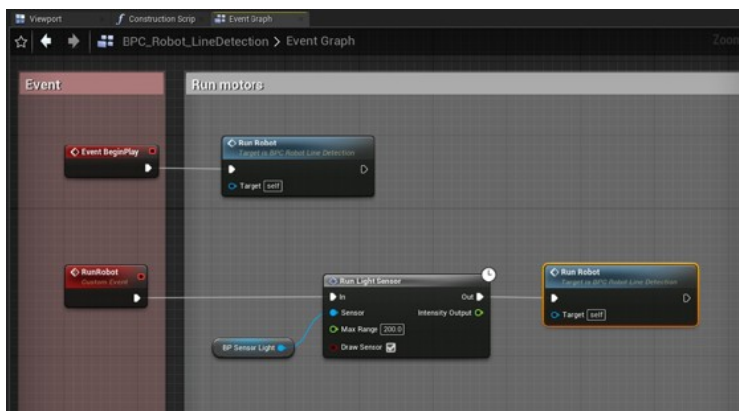 Viewport
Construction Scrip
Event Graph
BPC_Robot_LineDetection > Event Graph
Zoom
Event
Run motors
Event BeginPlay
Run Robot
Target is BPC Robot Line Detection
Target self
RunRobot
Custom Event
Run Light Sensor
In Out
Sensor Intensity Output
Max Range 200.0
Draw Sensor
BP Sensor Light
Run Robot
Target is BPC Robot Line Detection
Target self